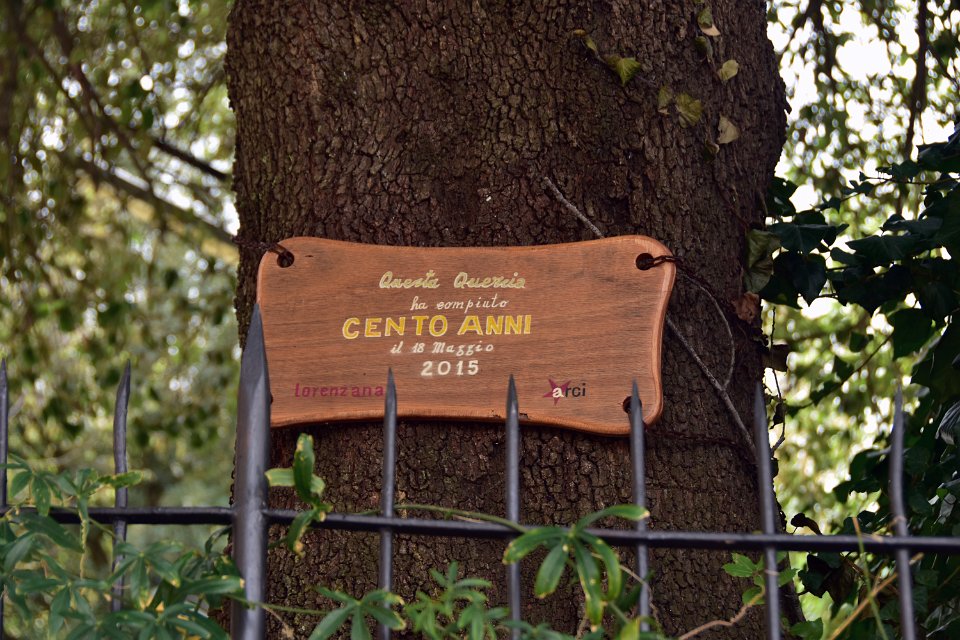 Questa Quercia
ha compiuto
CENTO ANNI
il 18 Maggio
2015
lorenzana arci